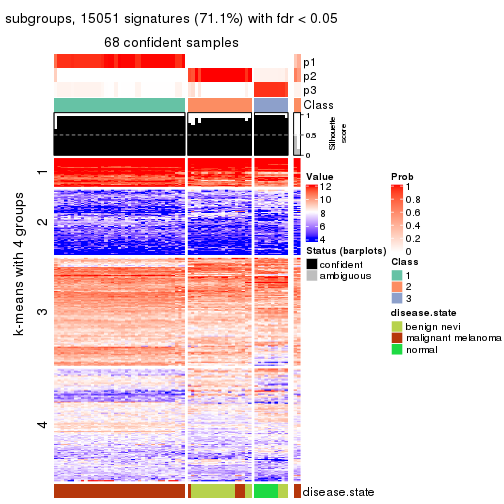 subgroups, 15051 signatures (71.1%) with fdr < 0.05
68 confident samples
p1
p2
p3
Class
1
0.5
0
Silhouette
score
k-means with 4 groups
1
2
3
4
disease.state
Value
12
10
8
6
4
Status (barplots)
confident
ambiguous
Prob
1
0.8
0.6
0.4
0.2
0
Class
1
2
3
disease.state
benign nevi
malignant melanoma
normal